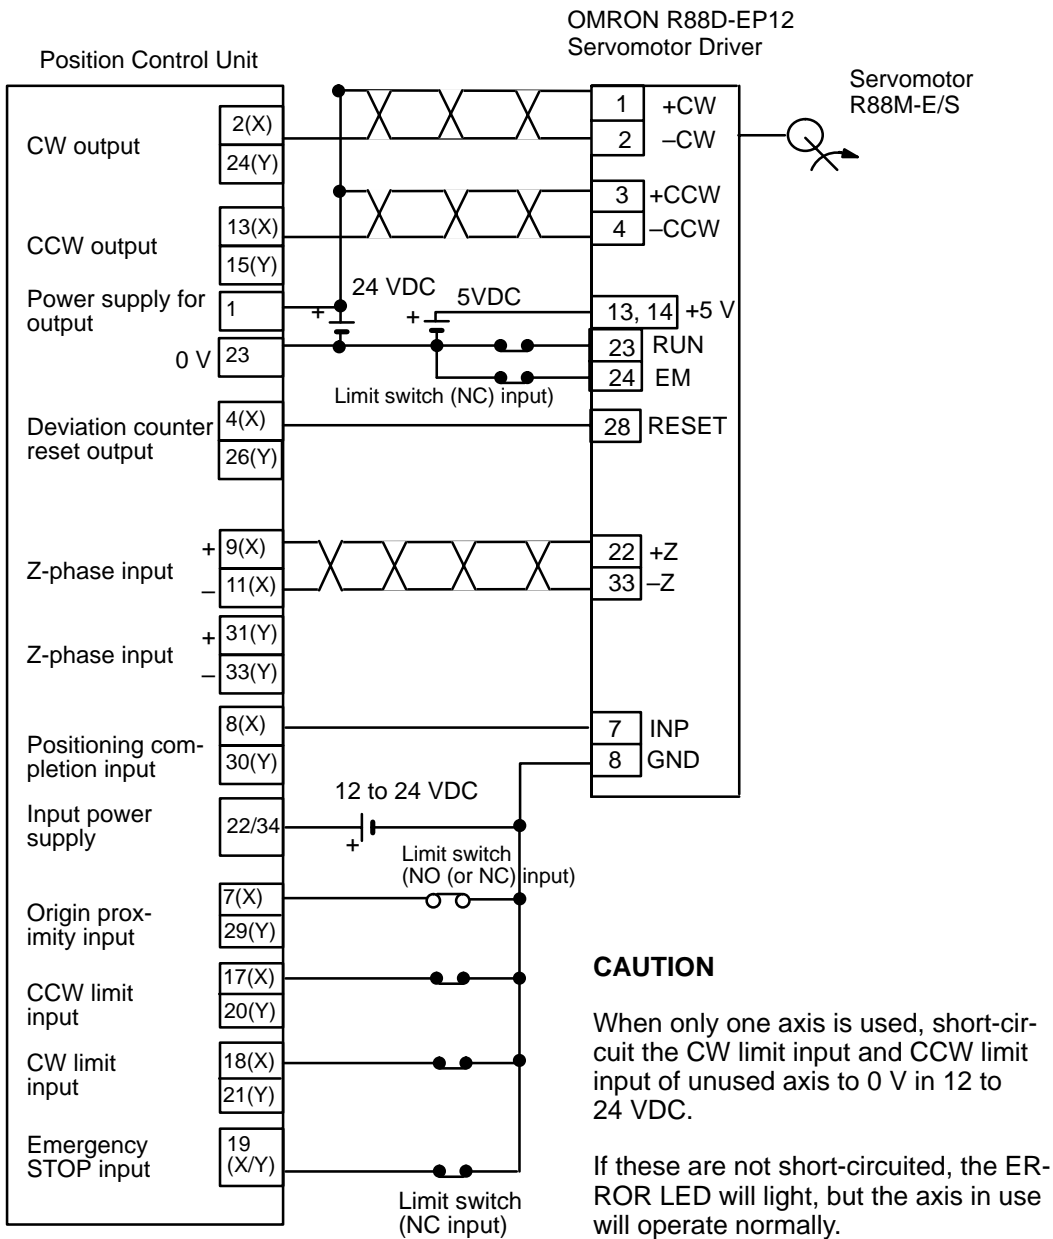 OMRON R88D-EP12
Servomotor Driver
Position Control Unit
Servomotor
R88M-E/S
CW output
2(X)
24(Y)
1 +CW
2 –CW
CCW output
13(X)
15(Y)
3 +CCW
4 –CCW
Power supply for
output
1
24 VDC
+
5VDC
+
13, 14 +5 V
0 V 23
23 RUN
24 EM
Limit switch (NC) input)
Deviation counter
reset output
4(X)
26(Y)
28 RESET
Z-phase input
+ 9(X)
– 11(X)
22 +Z
33 –Z
Z-phase input
+ 31(Y)
– 33(Y)
Positioning com-
pletion input
8(X)
30(Y)
7 INP
8 GND
Input power
supply
22/34
12 to 24 VDC
+
Limit switch
(NO (or NC) input)
Origin prox-
imity input
7(X)
29(Y)
CCW limit
input
17(X)
20(Y)
CW limit
input
18(X)
21(Y)
Emergency
STOP input
19
(X/Y)
Limit switch
(NC input)
CAUTION
When only one axis is used, short-cir-
cuit the CW limit input and CCW limit
input of unused axis to 0 V in 12 to
24 VDC.
If these are not short-circuited, the ER-
ROR LED will light, but the axis in use
will operate normally.